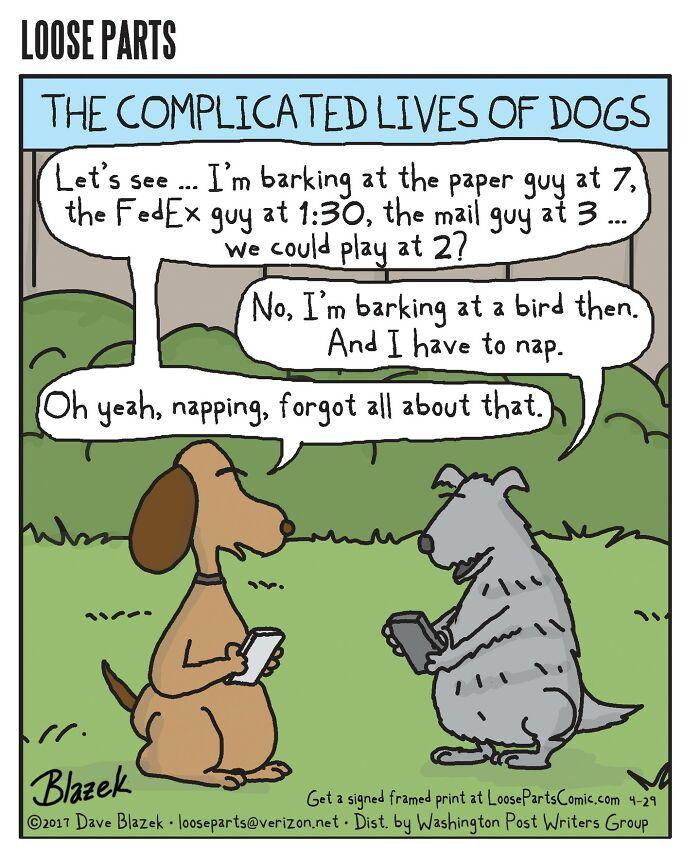 LOOSE PARTS
THE COMPLICATED LIVES OF DOGS
Let's see ... I'm barking at the paper guy at 7,
the FedEx guy at 1:30, the mail guy at 3 ...
we could play at 2?
No, I'm barking at a bird then.
And I have to nap.
Oh yeah, napping, forgot all about that.
Blazek
Get a signed framed print at LoosePartsComic.com 4-29
©2017 Dave Blazek • looseparts@verizon.net • Dist. by Washington Post Writers Group